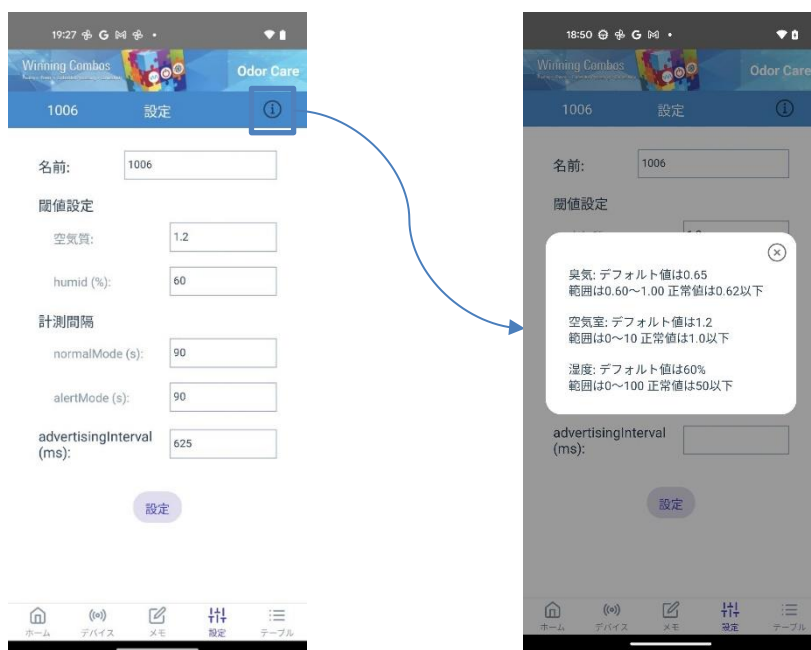 19:27
Winning Combos
Odor Care
1006
設定
名前:
1006
閾値設定
空気質:
1.2
humid (%):
60
計測間隔
normalMode (s):
90
alertMode (s):
90
advertisingInterval
(ms):
625
設定
ホーム
デバイス
メモ
設定
テーブル
18:50
Winning Combos
Odor Care
1006
設定
名前:
1006
閾値設定
臭気: デフォルト値は0.65
範囲は0.60～1.00 正常値は0.62以下
空気室: デフォルト値は1.2
範囲は0～10 正常値は1.0以下
湿度: デフォルト値は60%
範囲は0～100 正常値は50以下
advertisingInterval
(ms):
設定
ホーム
デバイス
メモ
設定
テーブル